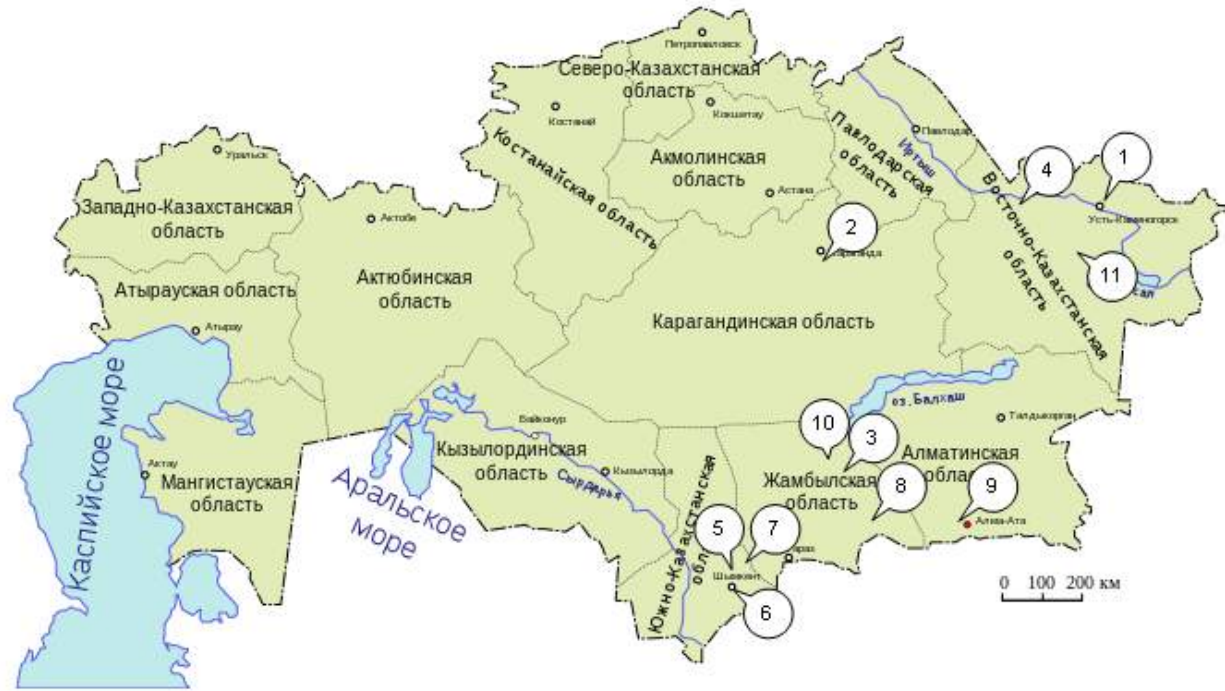 Петропавловск
Северо-Казахстанская
область
Костанай
Кокшетау
Павлодар
Павлодарская
область
Иртыш
Уральск
Костанайская область
Акмолинская
область
Астана
4
1
Усть-Каменогорск
Западно-Казахстанская
область
Актобе
2
Восточно-Казахстанская
область
11
Атырауская область
Актюбинская
область
Карагандинская область
Атырау
Каспийское море
оз. Балхаш
Талдыкорган
10
3
Байконур
Кызылординская
область
Сырдарья
Кызылорда
Актау
Мангистауская
область
Аральское
море
Алматинская
Жамбылская
область
8
9
Алма-Ата
Южно-Казахстанская
5
7
Шымкент
6
0 100 200 км